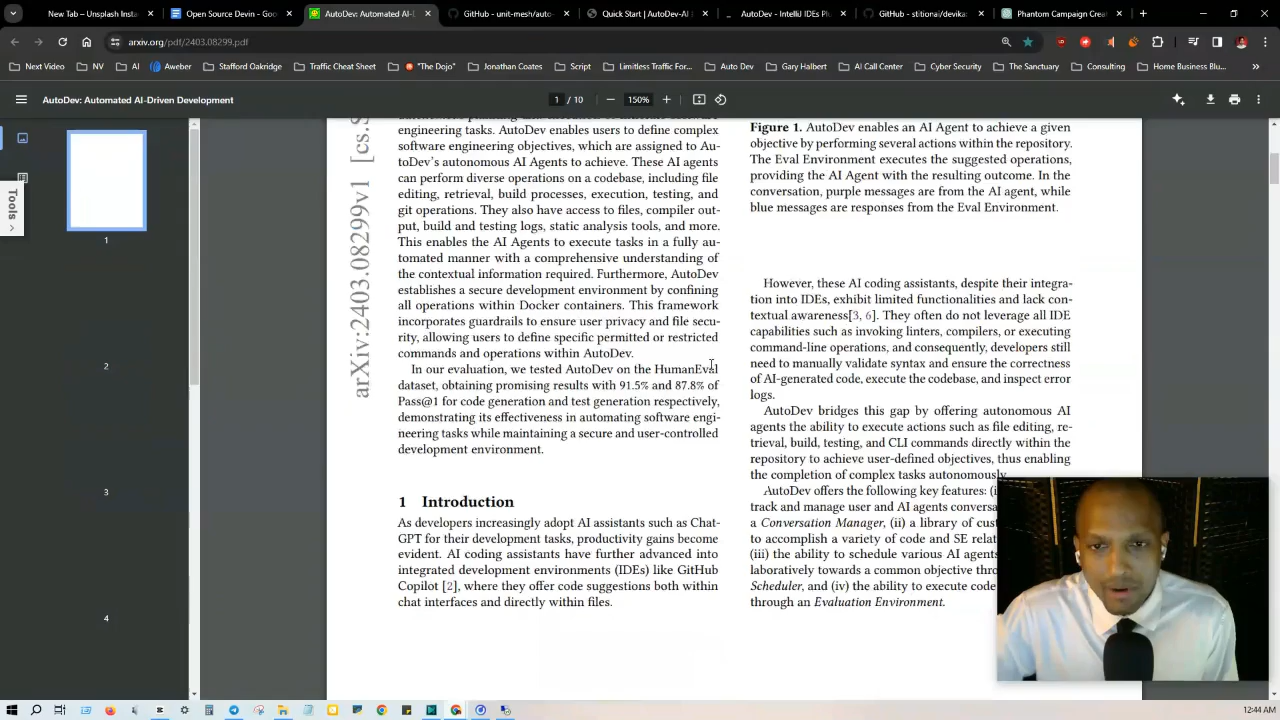 New Tab - Windows
Open Source Devin - Goo
AutoDev: Automated AI-D
GitHub - unit-mesh/auto-
Quick Start | AutoDev-AI
AutoDev - IntelliJ IDEs Plu
GitHub - stitionai/devika:
Phantom Campaign Crea
arxiv.org/pdf/2403.08299.pdf
Next Video
NV
AI
Aweber
Stafford Oakridge
Traffic Cheat Sheet
"The Dojo"
Jonathan Coates
Script
Limitless Traffic For...
Auto Dev
Gary Halbert
AI Call Center
Cyber Security
The Sanctuary
Consulting
Home Business Blu...
AutoDev: Automated AI-Driven Development
1 / 10
150%
Tools
1
2
3
4
arXiv:2403.08299v1 [cs.S
engineering tasks. AutoDev enables users to define complex
software engineering objectives, which are assigned to Au-
toDev's autonomous AI Agents to achieve. These AI agents
can perform diverse operations on a codebase, including file
editing, retrieval, build processes, execution, testing, and
git operations. They also have access to files, compiler out-
put, build and testing logs, static analysis tools, and more.
This enables the AI Agents to execute tasks in a fully au-
tomated manner with a comprehensive understanding of
the contextual information required. Furthermore, AutoDev
establishes a secure development environment by confining
all operations within Docker containers. This framework
incorporates guardrails to ensure user privacy and file secu-
rity, allowing users to define specific permitted or restricted
commands and operations within AutoDev.
In our evaluation, we tested AutoDev on the HumanEval
dataset, obtaining promising results with 91.5% and 87.8% of
Pass@1 for code generation and test generation respectively,
demonstrating its effectiveness in automating software engi-
neering tasks while maintaining a secure and user-controlled
development environment.
1 Introduction
As developers increasingly adopt AI assistants such as Chat-
GPT for their development tasks, productivity gains become
evident. AI coding assistants have further advanced into
integrated development environments (IDEs) like GitHub
Copilot [2], where they offer code suggestions both within
chat interfaces and directly within files.
Figure 1. AutoDev enables an AI Agent to achieve a given
objective by performing several actions within the repository.
The Eval Environment executes the suggested operations,
providing the AI Agent with the resulting outcome. In the
conversation, purple messages are from the AI agent, while
blue messages are responses from the Eval Environment.
However, these AI coding assistants, despite their integra-
tion into IDEs, exhibit limited functionalities and lack con-
textual awareness[3, 6]. They often do not leverage all IDE
capabilities such as invoking linters, compilers, or executing
command-line operations, and consequently, developers still
need to manually validate syntax and ensure the correctness
of AI-generated code, execute the codebase, and inspect error
logs.
AutoDev bridges this gap by offering autonomous AI
agents the ability to execute actions such as file editing, re-
trieval, build, testing, and CLI commands directly within the
repository to achieve user-defined objectives, thus enabling
the completion of complex tasks autonomously.
AutoDev offers the following key features: (i
track and manage user and AI agents conversa
a Conversation Manager, (ii) a library of cust
to accomplish a variety of code and SE relat
(iii) the ability to schedule various AI agents
laboratively towards a common objective thro
Scheduler, and (iv) the ability to execute code
through an Evaluation Environment.
12:44 AM